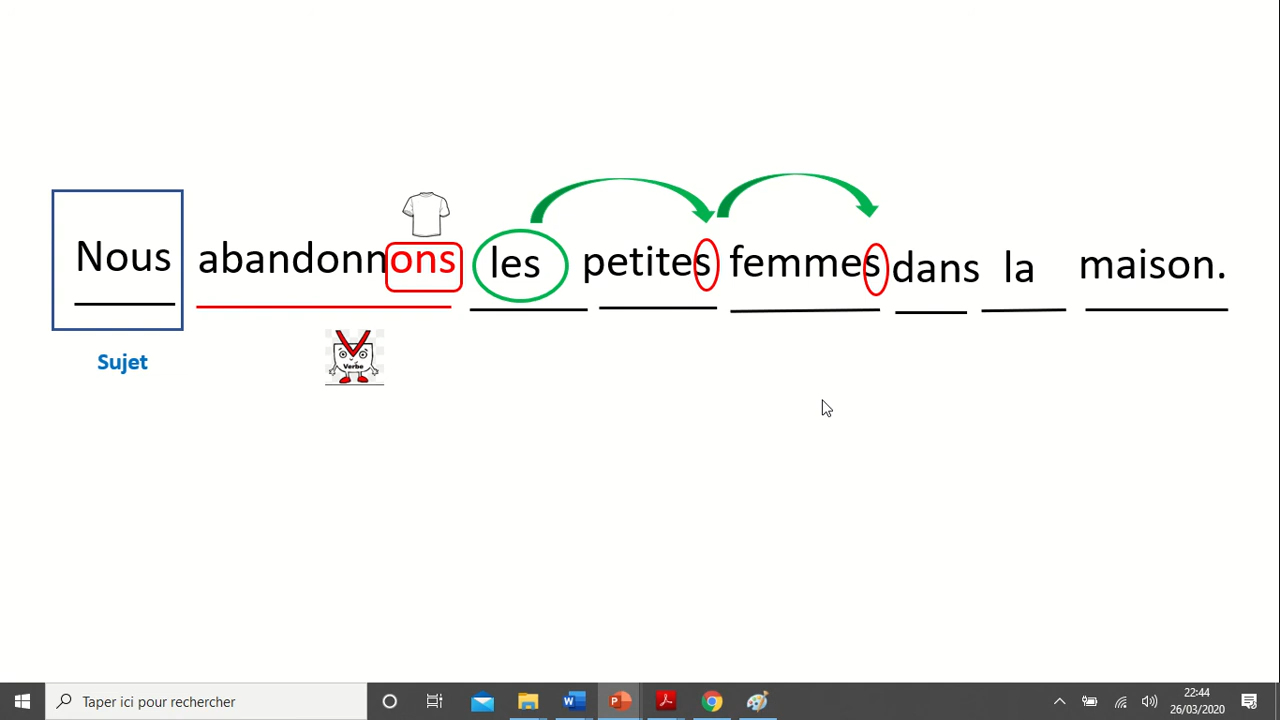 Nous abandonnons les petites femmes dans la maison.
Sujet
Verbe
Taper ici pour rechercher
22:44
26/03/2020